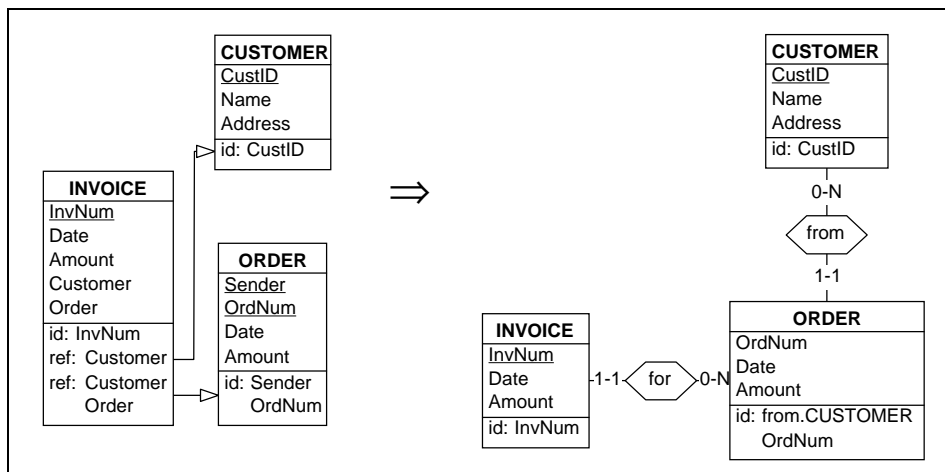 CUSTOMER
CustID
Name
Address
id: CustID
INVOICE
InvNum
Date
Amount
Customer
Order
id: InvNum
ref: Customer
ref: Customer
Order
ORDER
Sender
OrdNum
Date
Amount
id: Sender
OrdNum
⇒
CUSTOMER
CustID
Name
Address
id: CustID
0-N
from
1-1
INVOICE
InvNum
Date
Amount
id: InvNum
1-1
for
0-N
ORDER
OrdNum
Date
Amount
id: from.CUSTOMER
OrdNum